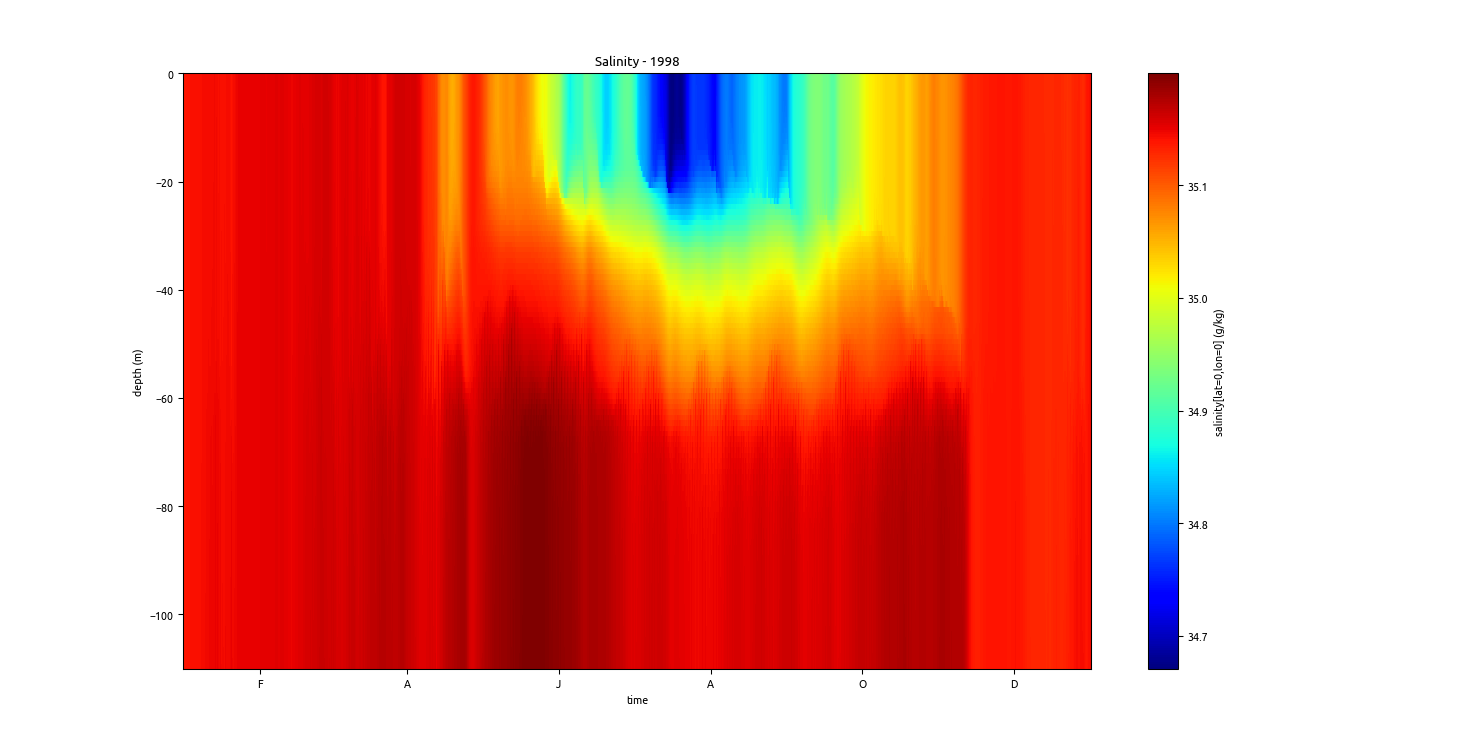 Salinity - 1998
0
−20
−40
−60
−80
−100
depth (m)
F
A
J
A
O
D
time
35.1
35.0
34.9
34.8
34.7
salinity[lat=0,lon=0] (g/kg)